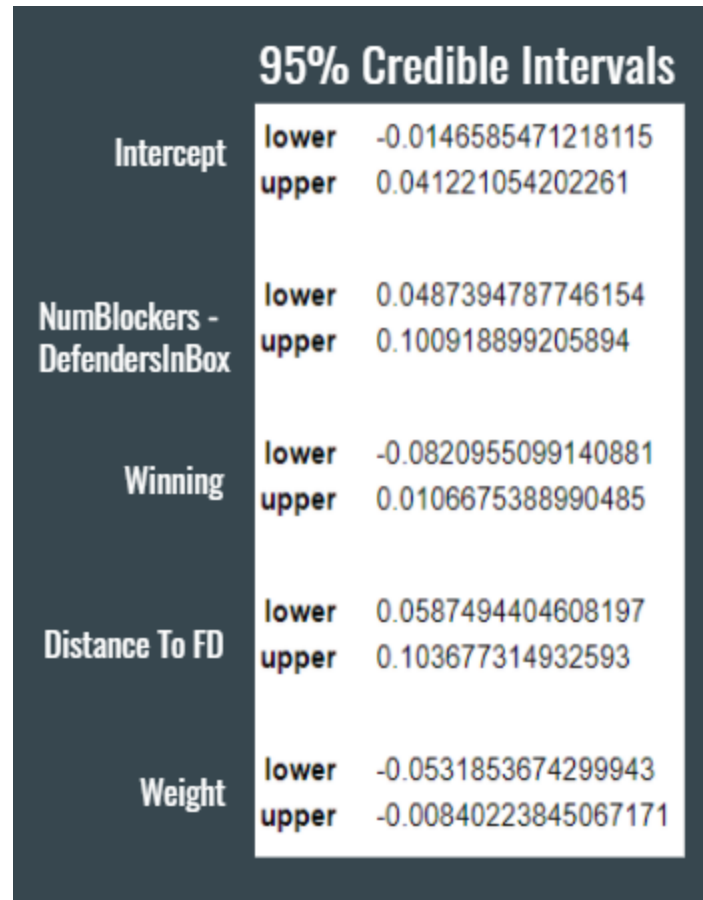 95% Credible Intervals
Intercept
lower -0.0146585471218115
upper 0.041221054202261
NumBlockers -
DefendersInBox
lower 0.0487394787746154
upper 0.100918899205894
Winning
lower -0.0820955099140881
upper 0.0106675388990485
Distance To FD
lower 0.0587494404608197
upper 0.103677314932593
Weight
lower -0.0531853674299943
upper -0.00840223845067171